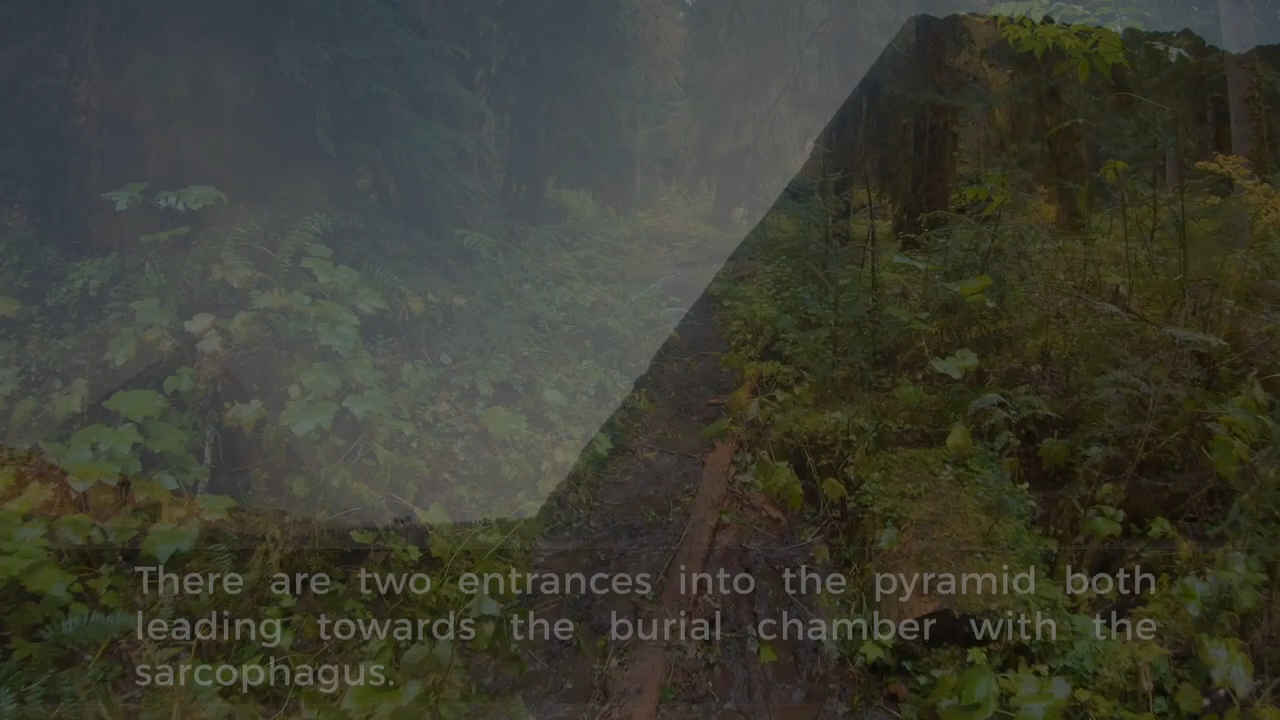 There are two entrances into the pyramid both
leading towards the burial chamber with the
sarcophagus.